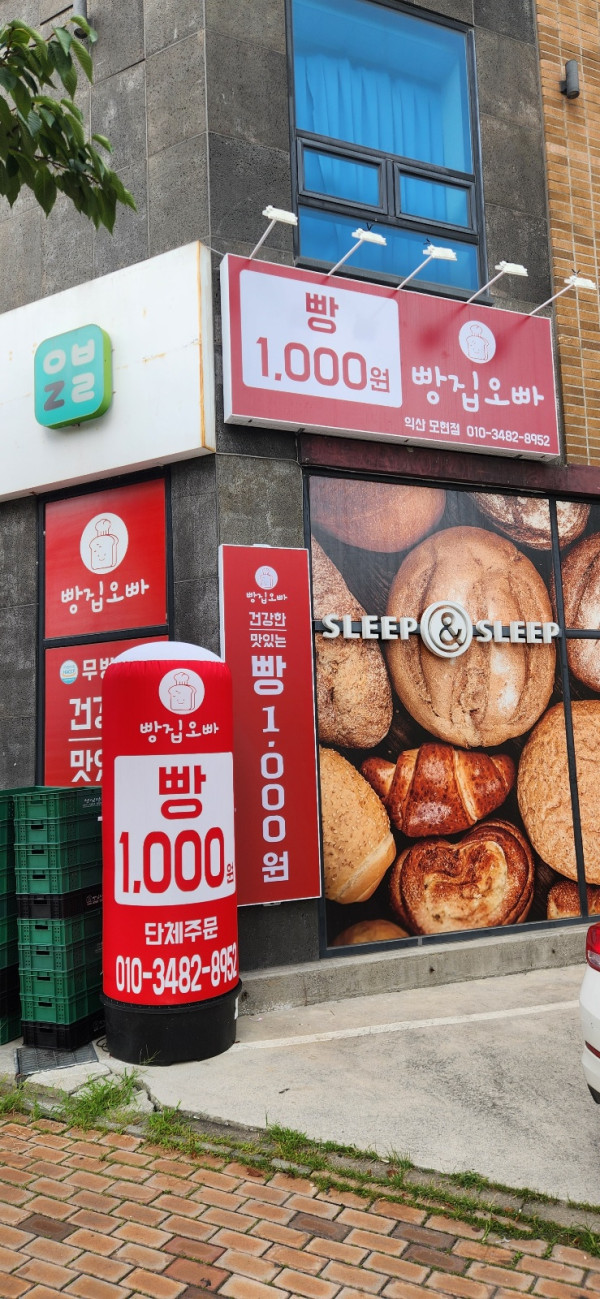 빵
1,000원
빵집오빠
익산 모현점 010-3482-8952
빵집오빠
무방
건강
맛있
빵집오빠
건강한
맛있는
빵 1.000원
SLEEP & SLEEP
빵집오빠
빵
1,000원
단체주문
010-3482-8952